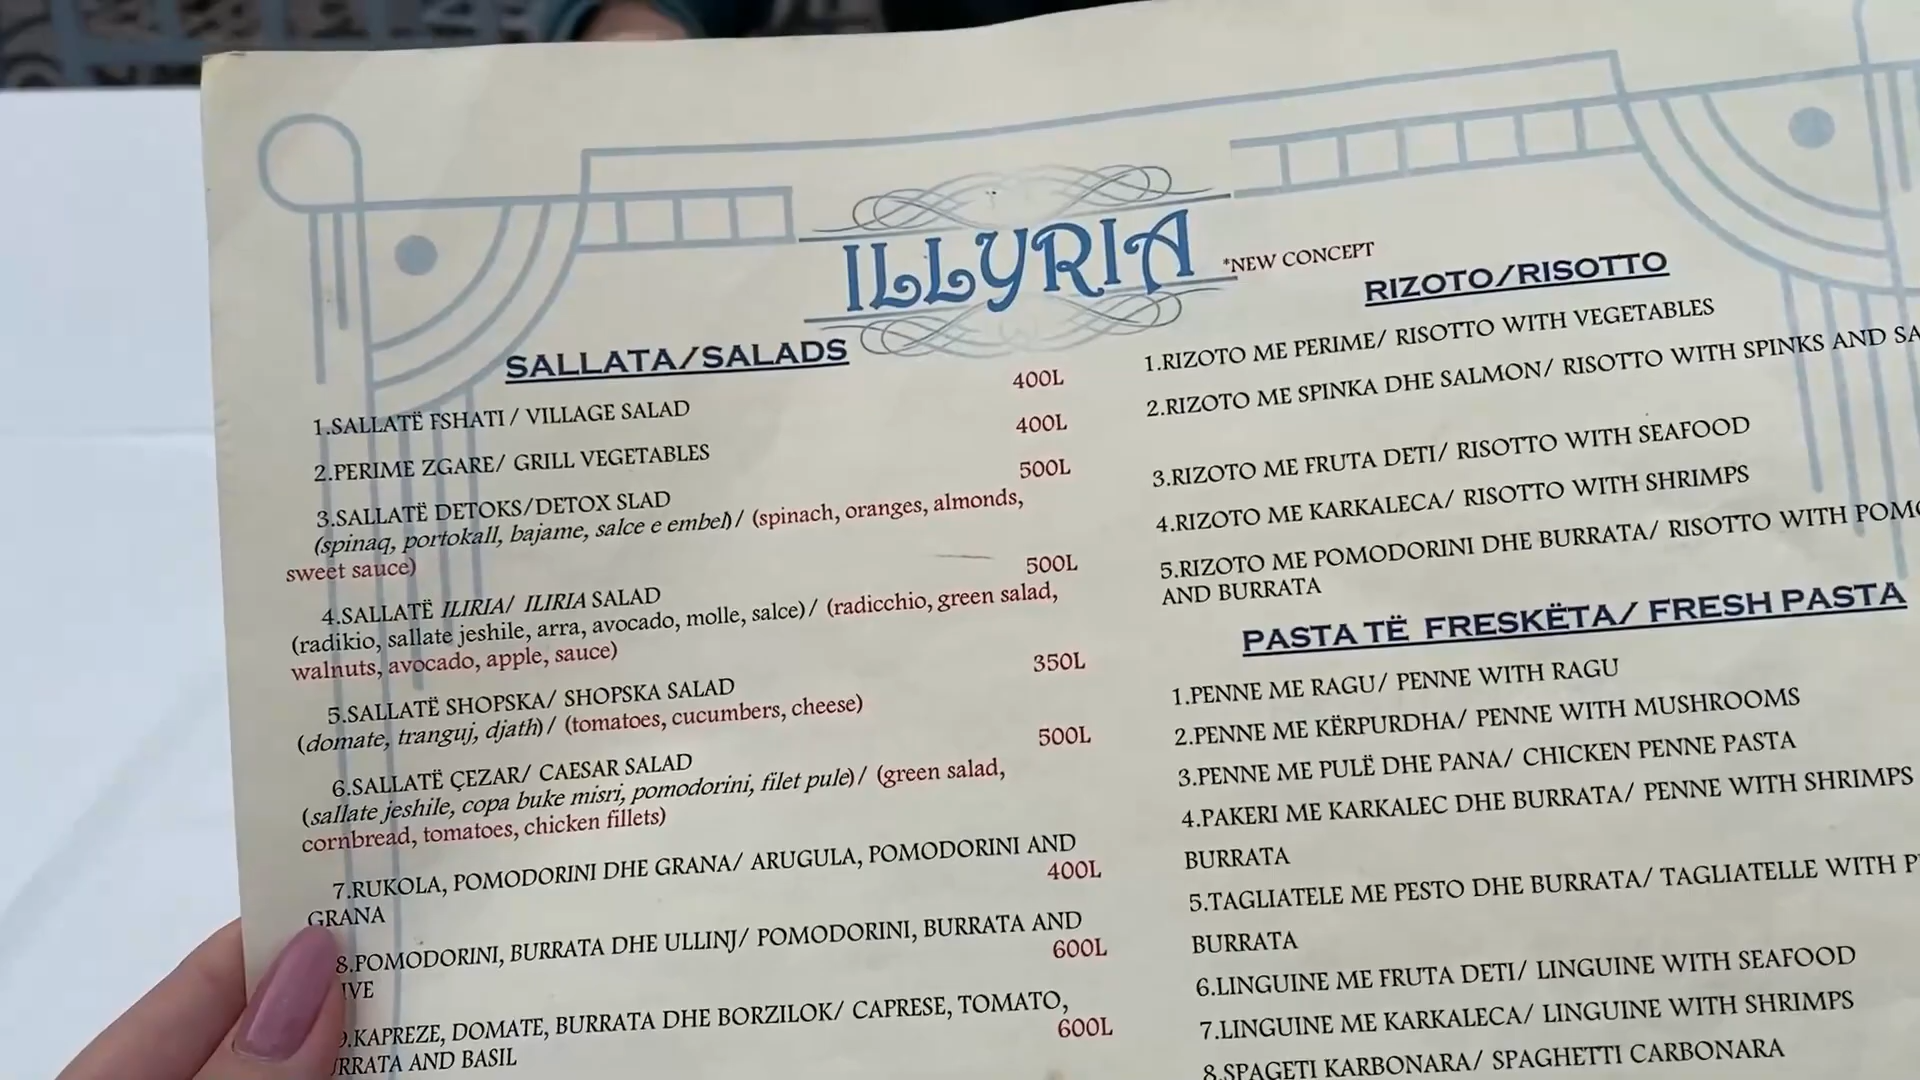 ILLYRIA
*NEW CONCEPT
SALLATA/SALADS
1.SALLATË FSHATI / VILLAGE SALAD 400L
2.PERIME ZGARE/ GRILL VEGETABLES 400L
3.SALLATË DETOKS/DETOX SLAD 500L
(spinaq, portokall, bajame, salce e embel)/ (spinach, oranges, almonds,
sweet sauce)
4.SALLATË ILIRIA/ ILIRIA SALAD 500L
(radikio, sallate jeshile, arra, avocado, molle, salce)/ (radicchio, green salad,
walnuts, avocado, apple, sauce)
5.SALLATË SHOPSKA/ SHOPSKA SALAD 350L
(domate, tranguj, djath)/ (tomatoes, cucumbers, cheese)
6.SALLATË ÇEZAR/ CAESAR SALAD 500L
(sallate jeshile, copa buke misri, pomodorini, filet pule)/ (green salad,
cornbread, tomatoes, chicken fillets)
7.RUKOLA, POMODORINI DHE GRANA/ ARUGULA, POMODORINI AND
GRANA 400L
8.POMODORINI, BURRATA DHE ULLINJ/ POMODORINI, BURRATA AND
600L
KAPREZE, DOMATE, BURRATA DHE BORZILOK/ CAPRESE, TOMATO,
AND BASIL 600L
RIZOTO/RISOTTO
1.RIZOTO ME PERIME/ RISOTTO WITH VEGETABLES
2.RIZOTO ME SPINKA DHE SALMON/ RISOTTO WITH SPINKS AND
3.RIZOTO ME FRUTA DETI/ RISOTTO WITH SEAFOOD
4.RIZOTO ME KARKALECA/ RISOTTO WITH SHRIMPS
5.RIZOTO ME POMODORINI DHE BURRATA/ RISOTTO WITH
AND BURRATA
PASTA TË FRESKËTA/ FRESH PASTA
1.PENNE ME RAGU/ PENNE WITH RAGU
2.PENNE ME KËRPURDHA/ PENNE WITH MUSHROOMS
3.PENNE ME PULË DHE PANA/ CHICKEN PENNE PASTA
4.PAKERI ME KARKALEC DHE BURRATA/ PENNE WITH SHRIMPS
BURRATA
5.TAGLIATELE ME PESTO DHE BURRATA/ TAGLIATELLE WITH
BURRATA
6.LINGUINE ME FRUTA DETI/ LINGUINE WITH SEAFOOD
7.LINGUINE ME KARKALECA/ LINGUINE WITH SHRIMPS
8.SPAGETI KARBONARA/ SPAGHETTI CARBONARA